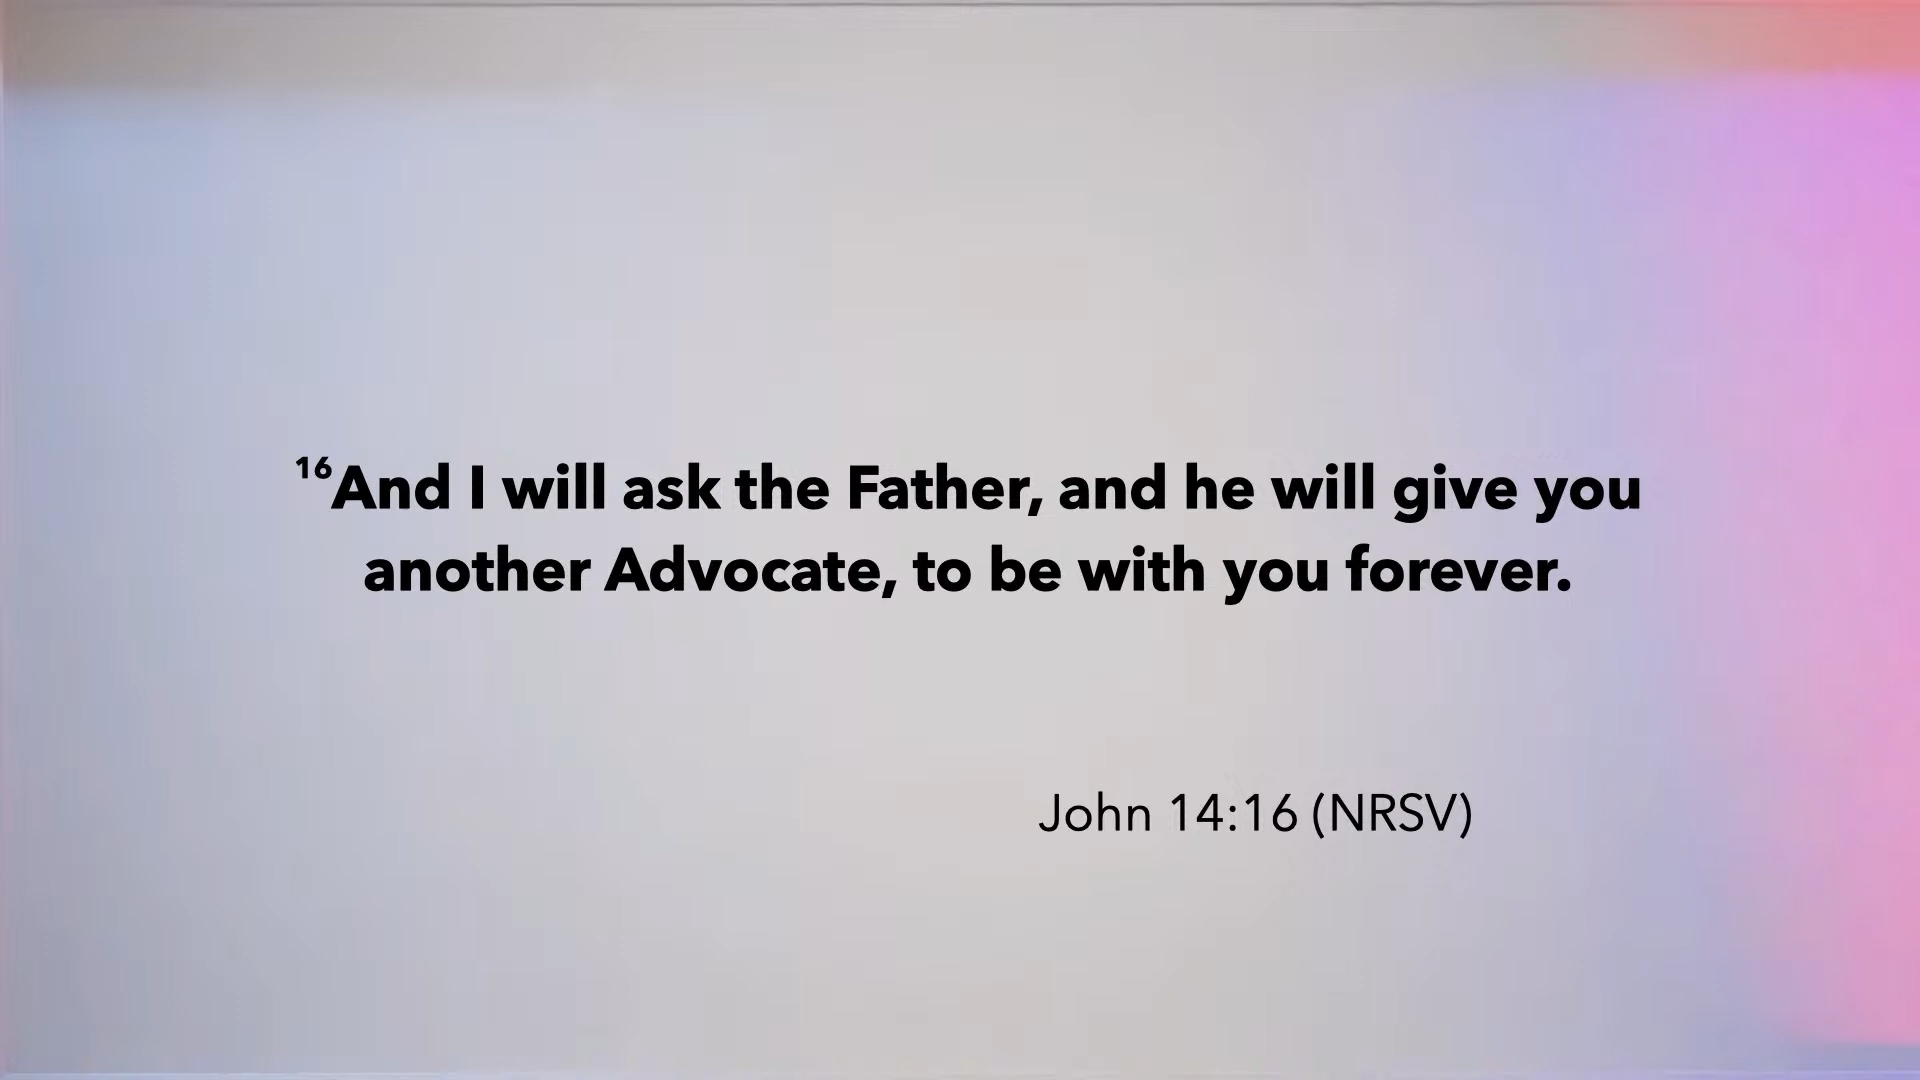 ¹⁶And I will ask the Father, and he will give you
another Advocate, to be with you forever.
John 14:16 (NRSV)